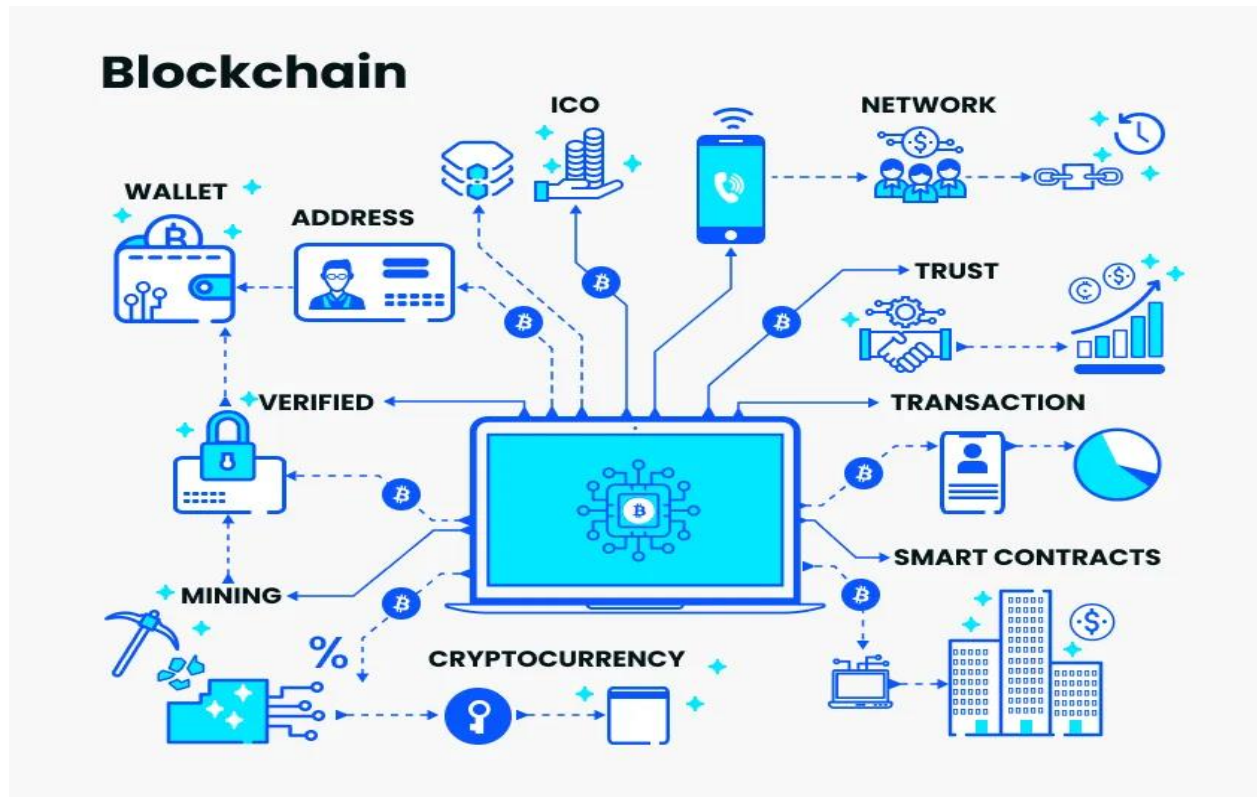 Blockchain
ICO
NETWORK
WALLET
ADDRESS
TRUST
VERIFIED
TRANSACTION
SMART CONTRACTS
MINING
%
CRYPTOCURRENCY